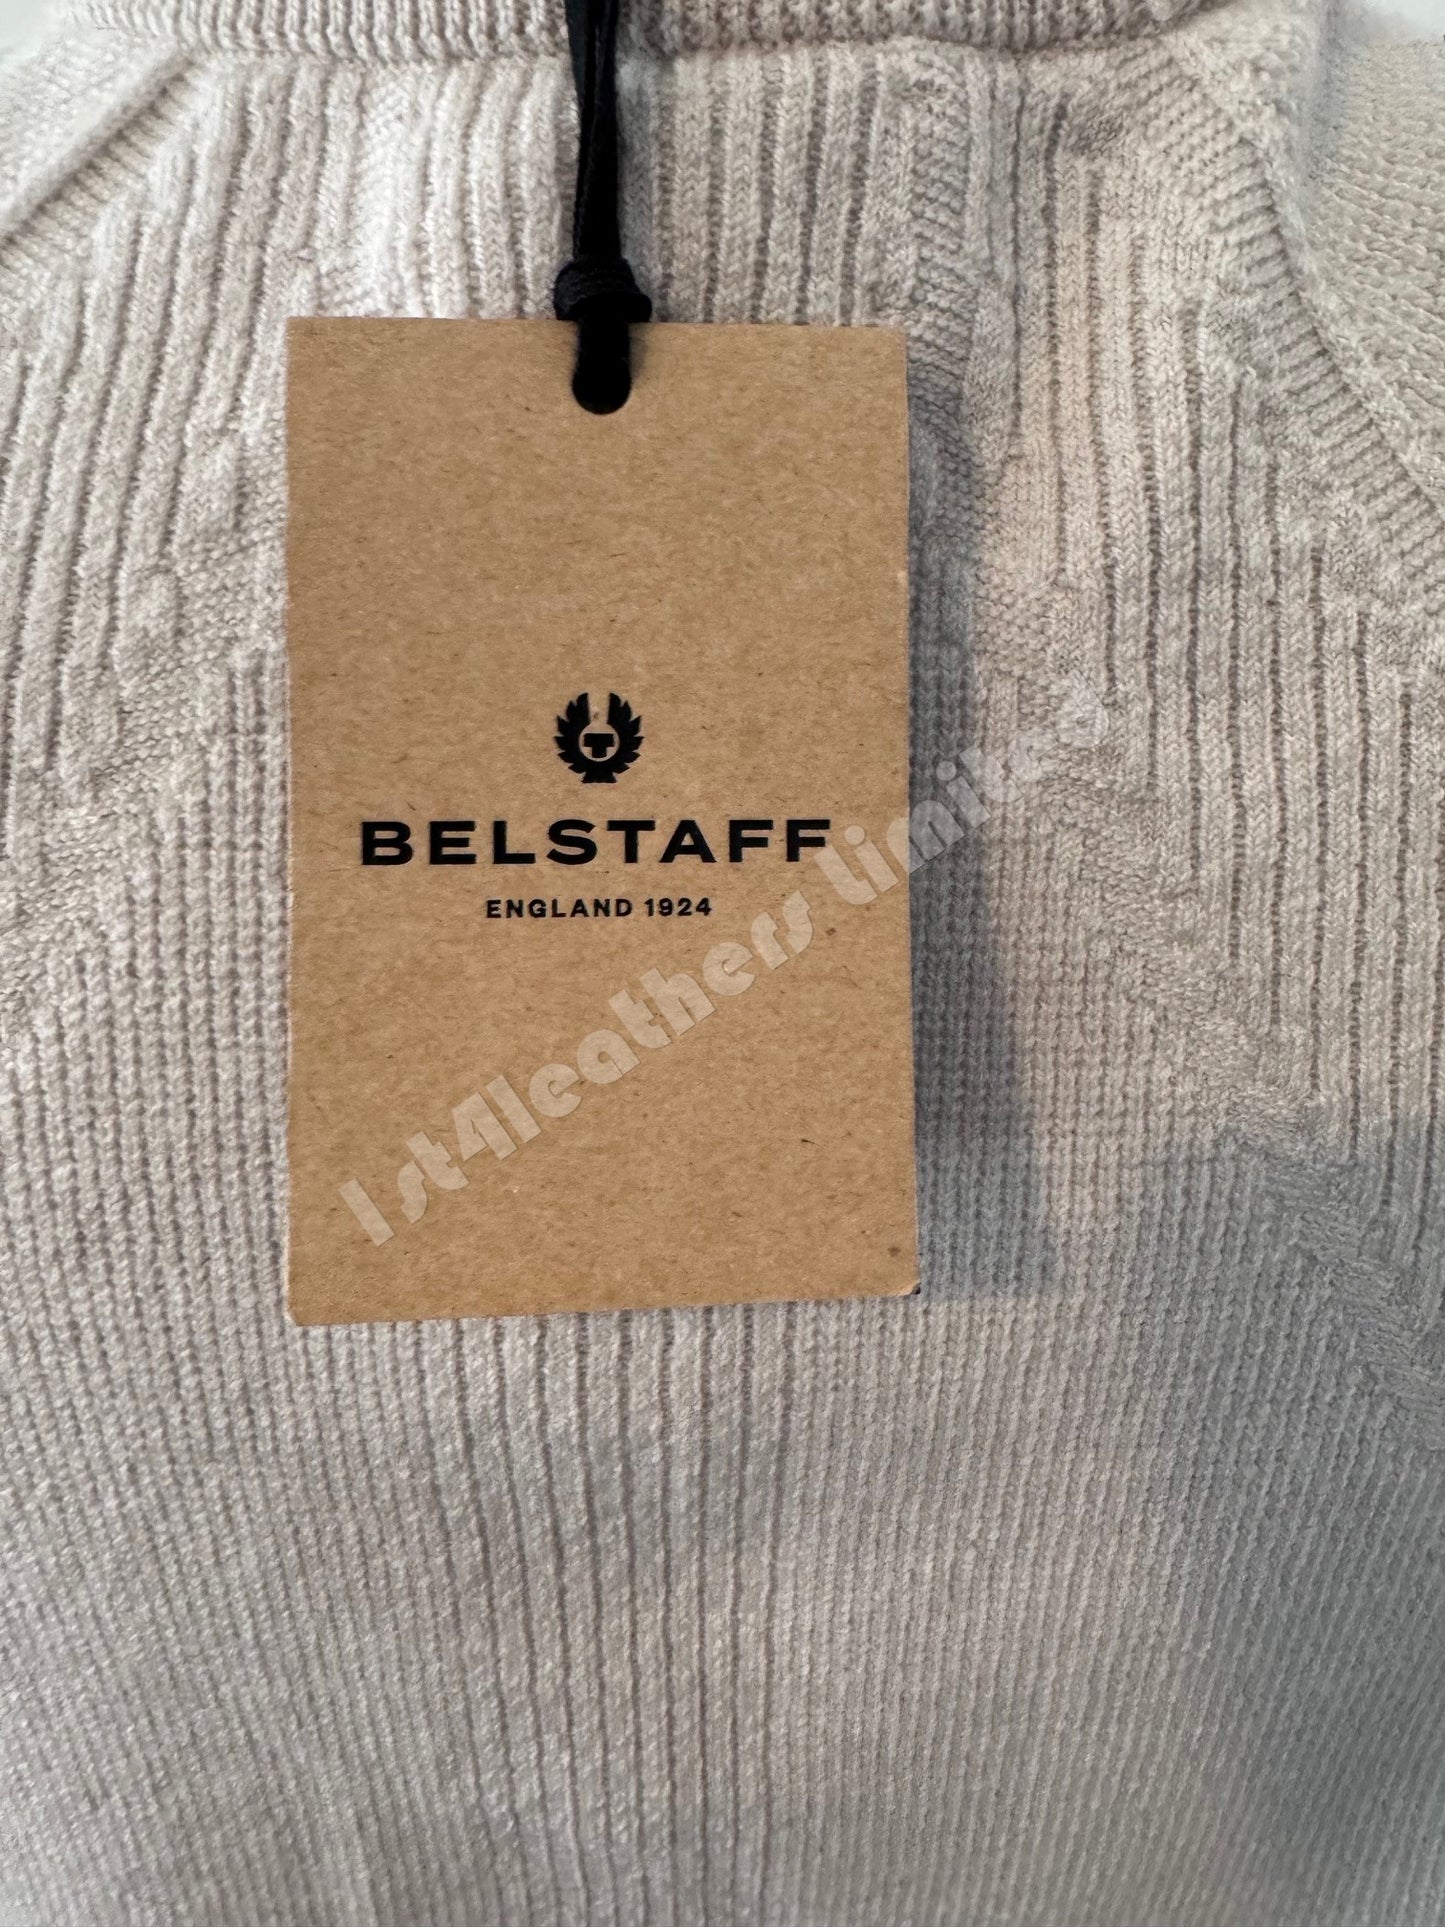 BELSTAFF
ENGLAND 1924
1st4leathers limited